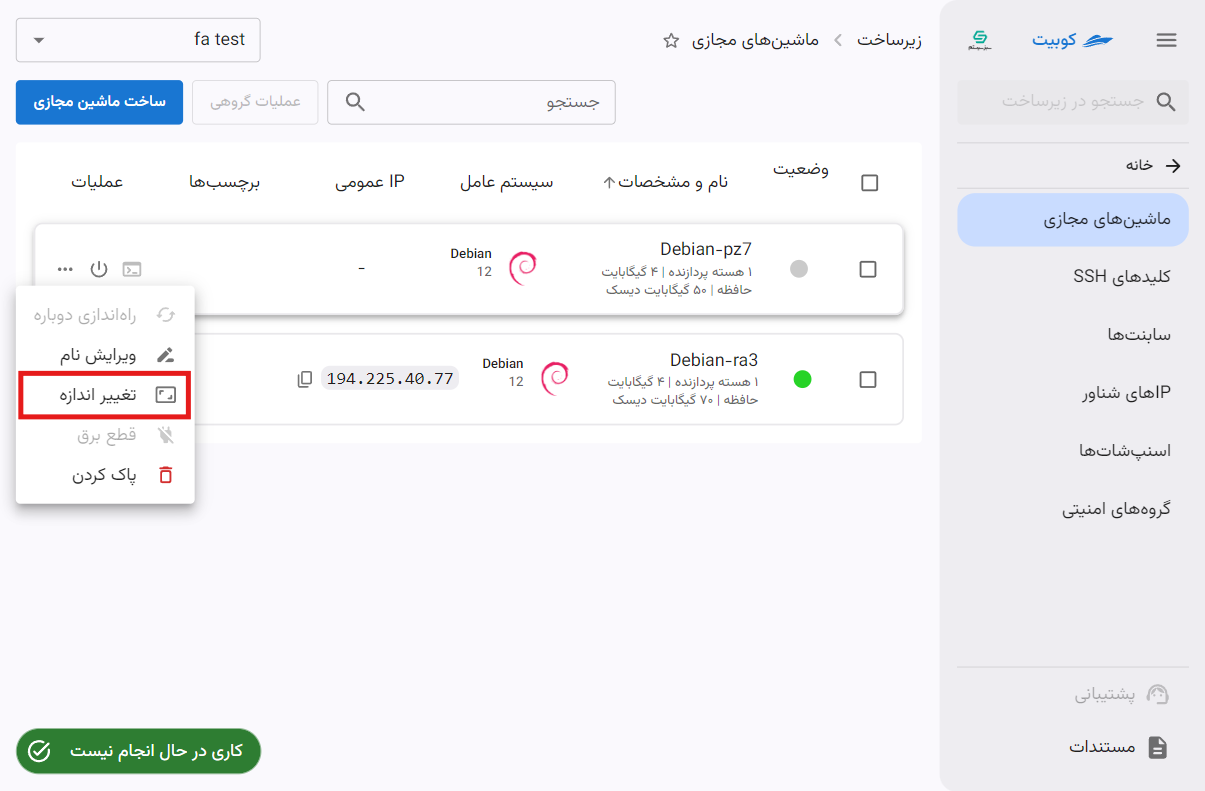 کوبیت
جستجو در زیرساخت
خانه
ماشین‌های مجازی
کلیدهای SSH
سابنت‌ها
IPهای شناور
اسنپ‌شات‌ها
گروه‌های امنیتی
پشتیبانی
مستندات
زیرساخت
ماشین‌های مجازی
fa test
جستجو
عملیات گروهی
ساخت ماشین مجازی
وضعیت
نام و مشخصات
سیستم عامل
IP عمومی
برچسب‌ها
عملیات
Debian-pz7
۱ هسته پردازنده | ۴ گیگابایت
حافظه | ۵۰ گیگابایت دیسک
Debian
12
-
Debian-ra3
۱ هسته پردازنده | ۴ گیگابایت
حافظه | ۷۰ گیگابایت دیسک
Debian
12
194.225.40.77
راه‌اندازی دوباره
ویرایش نام
تغییر اندازه
قطع برق
پاک کردن
کاری در حال انجام نیست